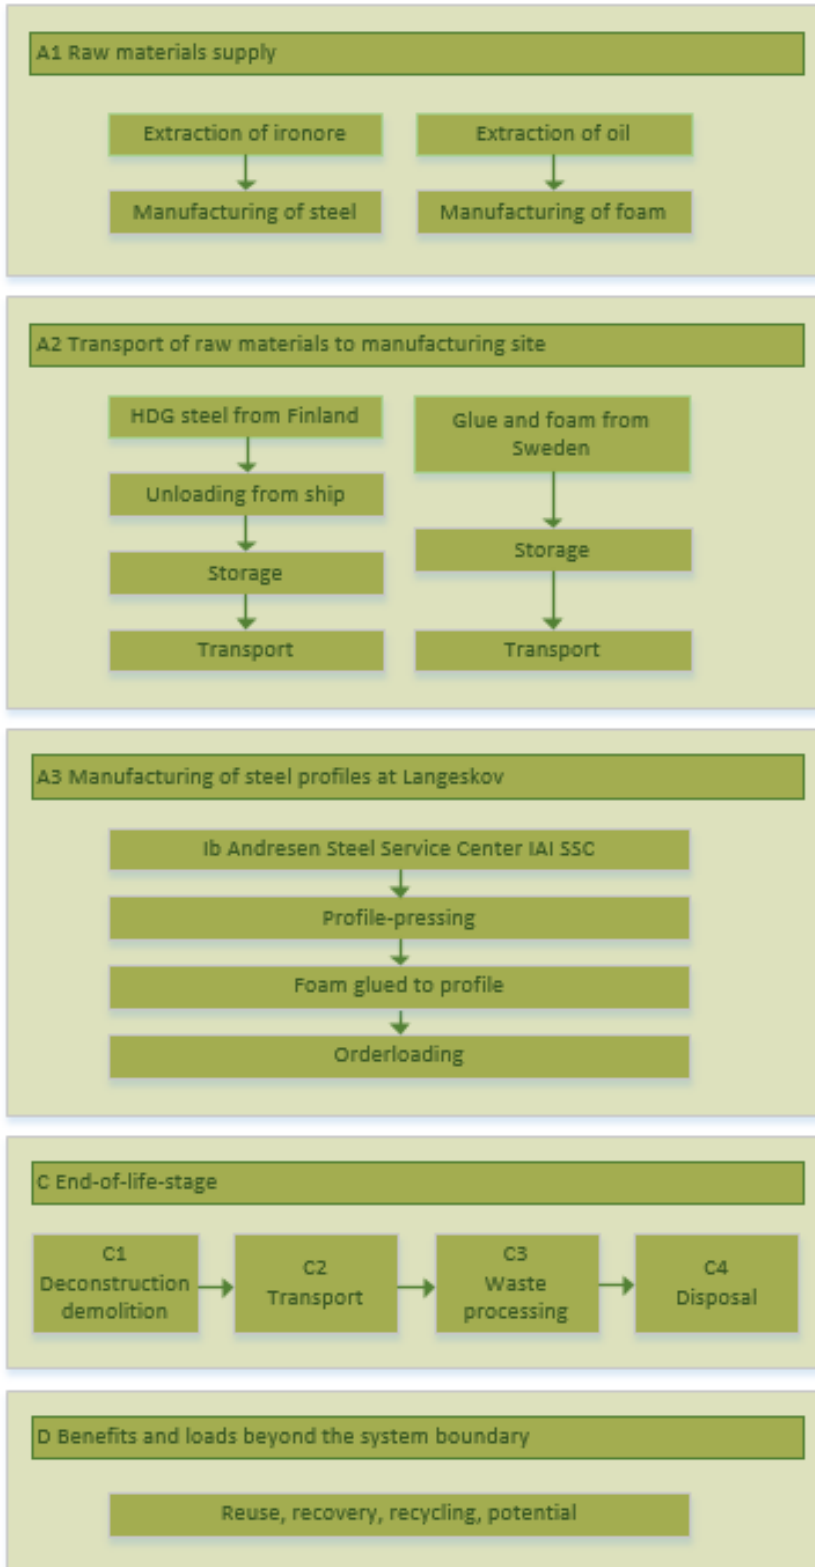 A1 Raw materials supply
Extraction of ironore
Extraction of oil
Manufacturing of steel
Manufacturing of foam
A2 Transport of raw materials to manufacturing site
HDG steel from Finland
Glue and foam from
Sweden
Unloading from ship
Storage
Storage
Transport
Transport
A3 Manufacturing of steel profiles at Langeskov
Ib Andresen Steel Service Center IAI SSC
Profile-pressing
Foam glued to profile
Orderloading
C End-of-life-stage
C1
Deconstruction
demolition
C2
Transport
C3
Waste
processing
C4
Disposal
D Benefits and loads beyond the system boundary
Reuse, recovery, recycling, potential